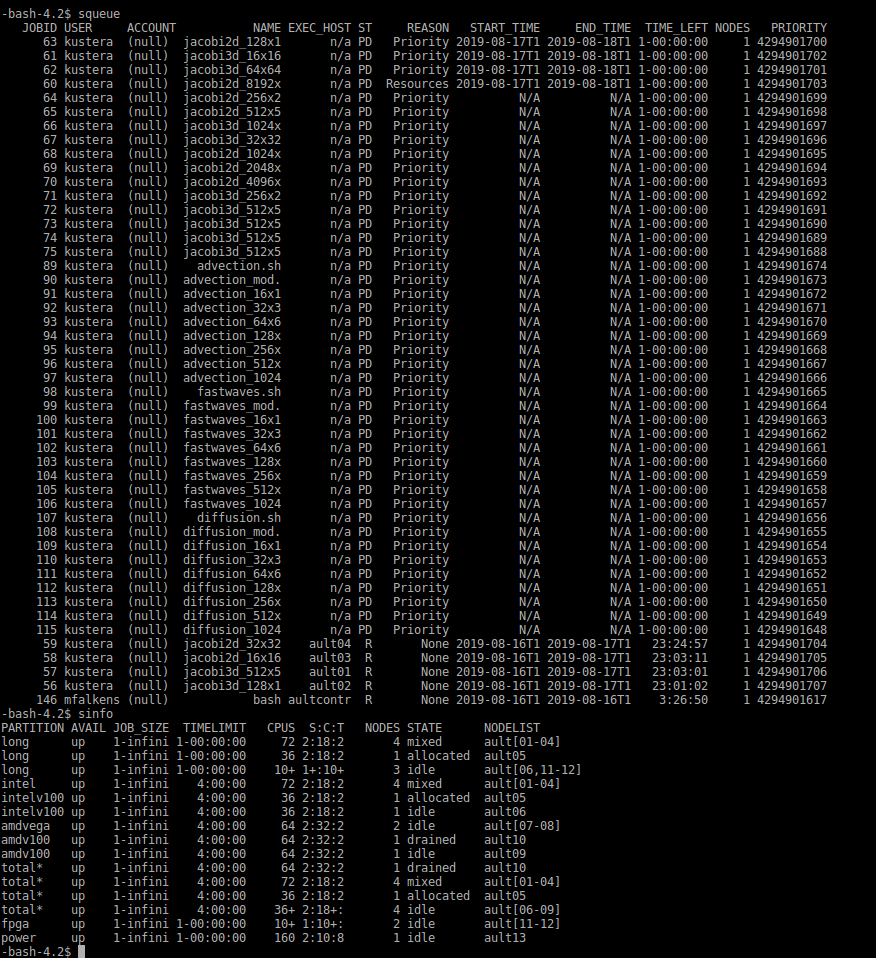 -bash-4.2$ squeue
JOBID USER ACCOUNT NAME EXEC_HOST ST REASON START_TIME END_TIME TIME_LEFT NODES PRIORITY
63 kustera (null) jacobi2d_128x1 n/a PD Priority 2019-08-17T1 2019-08-18T1 1-00:00:00 1 4294901700
61 kustera (null) jacobi3d_16x16 n/a PD Priority 2019-08-17T1 2019-08-18T1 1-00:00:00 1 4294901702
62 kustera (null) jacobi3d_64x64 n/a PD Priority 2019-08-17T1 2019-08-18T1 1-00:00:00 1 4294901701
60 kustera (null) jacobi2d_8192x n/a PD Resources 2019-08-17T1 2019-08-18T1 1-00:00:00 1 4294901703
64 kustera (null) jacobi2d_256x2 n/a PD Priority N/A N/A 1-00:00:00 1 4294901699
65 kustera (null) jacobi2d_512x5 n/a PD Priority N/A N/A 1-00:00:00 1 4294901698
66 kustera (null) jacobi3d_1024x n/a PD Priority N/A N/A 1-00:00:00 1 4294901697
67 kustera (null) jacobi3d_32x32 n/a PD Priority N/A N/A 1-00:00:00 1 4294901696
68 kustera (null) jacobi2d_1024x n/a PD Priority N/A N/A 1-00:00:00 1 4294901695
69 kustera (null) jacobi2d_2048x n/a PD Priority N/A N/A 1-00:00:00 1 4294901694
70 kustera (null) jacobi2d_4096x n/a PD Priority N/A N/A 1-00:00:00 1 4294901693
71 kustera (null) jacobi3d_256x2 n/a PD Priority N/A N/A 1-00:00:00 1 4294901692
72 kustera (null) jacobi3d_512x5 n/a PD Priority N/A N/A 1-00:00:00 1 4294901691
73 kustera (null) jacobi3d_512x5 n/a PD Priority N/A N/A 1-00:00:00 1 4294901690
74 kustera (null) jacobi3d_512x5 n/a PD Priority N/A N/A 1-00:00:00 1 4294901689
75 kustera (null) jacobi3d_512x5 n/a PD Priority N/A N/A 1-00:00:00 1 4294901688
89 kustera (null) advection.sh n/a PD Priority N/A N/A 1-00:00:00 1 4294901674
90 kustera (null) advection_mod. n/a PD Priority N/A N/A 1-00:00:00 1 4294901673
91 kustera (null) advection_16x1 n/a PD Priority N/A N/A 1-00:00:00 1 4294901672
92 kustera (null) advection_32x3 n/a PD Priority N/A N/A 1-00:00:00 1 4294901671
93 kustera (null) advection_64x6 n/a PD Priority N/A N/A 1-00:00:00 1 4294901670
94 kustera (null) advection_128x n/a PD Priority N/A N/A 1-00:00:00 1 4294901669
95 kustera (null) advection_256x n/a PD Priority N/A N/A 1-00:00:00 1 4294901668
96 kustera (null) advection_512x n/a PD Priority N/A N/A 1-00:00:00 1 4294901667
97 kustera (null) advection_1024 n/a PD Priority N/A N/A 1-00:00:00 1 4294901666
98 kustera (null) fastwaves.sh n/a PD Priority N/A N/A 1-00:00:00 1 4294901665
99 kustera (null) fastwaves_mod. n/a PD Priority N/A N/A 1-00:00:00 1 4294901664
100 kustera (null) fastwaves_16x1 n/a PD Priority N/A N/A 1-00:00:00 1 4294901663
101 kustera (null) fastwaves_32x3 n/a PD Priority N/A N/A 1-00:00:00 1 4294901662
102 kustera (null) fastwaves_64x6 n/a PD Priority N/A N/A 1-00:00:00 1 4294901661
103 kustera (null) fastwaves_128x n/a PD Priority N/A N/A 1-00:00:00 1 4294901660
104 kustera (null) fastwaves_256x n/a PD Priority N/A N/A 1-00:00:00 1 4294901659
105 kustera (null) fastwaves_512x n/a PD Priority N/A N/A 1-00:00:00 1 4294901658
106 kustera (null) fastwaves_1024 n/a PD Priority N/A N/A 1-00:00:00 1 4294901657
107 kustera (null) diffusion.sh n/a PD Priority N/A N/A 1-00:00:00 1 4294901656
108 kustera (null) diffusion_mod. n/a PD Priority N/A N/A 1-00:00:00 1 4294901655
109 kustera (null) diffusion_16x1 n/a PD Priority N/A N/A 1-00:00:00 1 4294901654
110 kustera (null) diffusion_32x3 n/a PD Priority N/A N/A 1-00:00:00 1 4294901653
111 kustera (null) diffusion_64x6 n/a PD Priority N/A N/A 1-00:00:00 1 4294901652
112 kustera (null) diffusion_128x n/a PD Priority N/A N/A 1-00:00:00 1 4294901651
113 kustera (null) diffusion_256x n/a PD Priority N/A N/A 1-00:00:00 1 4294901650
114 kustera (null) diffusion_512x n/a PD Priority N/A N/A 1-00:00:00 1 4294901649
115 kustera (null) diffusion_1024 n/a PD Priority N/A N/A 1-00:00:00 1 4294901648
59 kustera (null) jacobi2d_32x32 ault04 R None 2019-08-16T1 2019-08-17T1 23:24:57 1 4294901704
58 kustera (null) jacobi2d_16x16 ault03 R None 2019-08-16T1 2019-08-17T1 23:03:11 1 4294901705
57 kustera (null) jacobi3d_512x5 ault01 R None 2019-08-16T1 2019-08-17T1 23:03:01 1 4294901706
56 kustera (null) jacobi3d_128x1 ault02 R None 2019-08-16T1 2019-08-17T1 23:01:02 1 4294901707
146 mfalkens (null) bash aultcontr R None 2019-08-16T1 2019-08-16T1 3:26:50 1 4294901617
-bash-4.2$ sinfo
PARTITION AVAIL JOB_SIZE TIMELIMIT CPUS S:C:T NODES STATE NODELIST
long up 1-infini 1-00:00:00 72 2:18:2 4 mixed ault[01-04]
long up 1-infini 1-00:00:00 36 2:18:2 1 allocated ault05
long up 1-infini 1-00:00:00 10+ 1+:10+ 3 idle ault[06,11-12]
intel up 1-infini 4:00:00 72 2:18:2 4 mixed ault[01-04]
intelv100 up 1-infini 4:00:00 36 2:18:2 1 allocated ault05
intelv100 up 1-infini 4:00:00 36 2:18:2 1 idle ault06
amdvega up 1-infini 4:00:00 64 2:32:2 2 idle ault[07-08]
amdv100 up 1-infini 4:00:00 64 2:32:2 1 drained ault10
amdv100 up 1-infini 4:00:00 64 2:32:2 1 idle ault09
total* up 1-infini 4:00:00 64 2:32:2 1 drained ault10
total* up 1-infini 4:00:00 72 2:18:2 4 mixed ault[01-04]
total* up 1-infini 4:00:00 36 2:18:2 1 allocated ault05
total* up 1-infini 4:00:00 36+ 2:18+: 4 idle ault[06-09]
fpga up 1-infini 1-00:00:00 10+ 1:10+: 2 idle ault[11-12]
power up 1-infini 1-00:00:00 160 2:10:8 1 idle ault13
-bash-4.2$